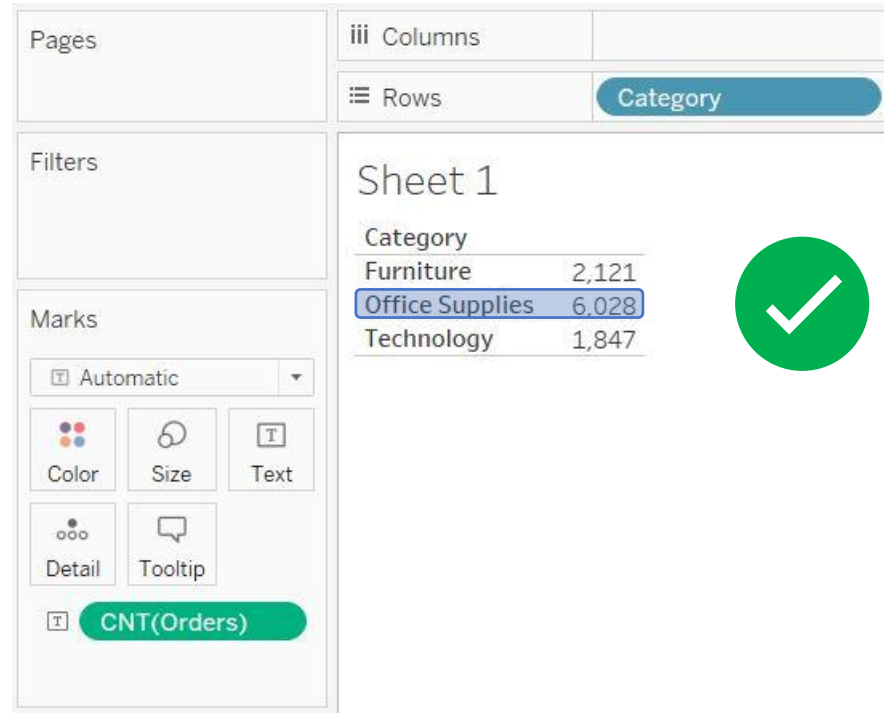 Pages
iii Columns
Rows Category
Filters
Sheet 1
Category
Furniture 2,121
Office Supplies 6,028
Technology 1,847
Marks
T Automatic
Color Size T Text
Detail Tooltip
T CNT(Orders)